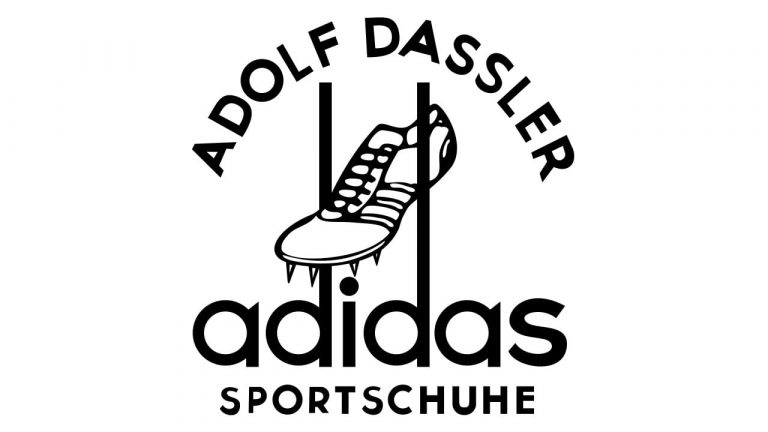 ADOLF DASSLER
adidas
SPORTSCHUHE